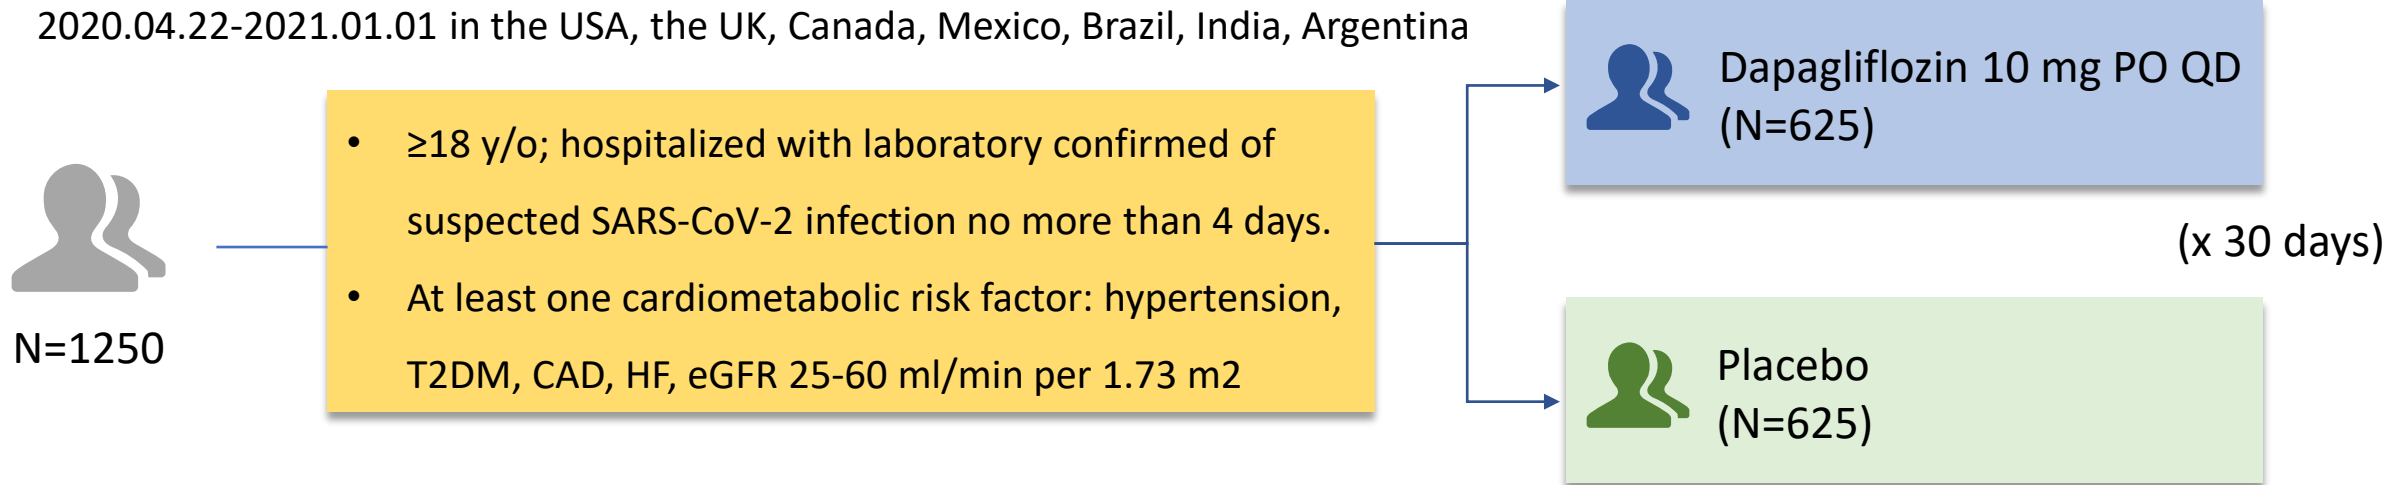 2020.04.22-2021.01.01 in the USA, the UK, Canada, Mexico, Brazil, India, Argentina
N=1250
• ≥18 y/o; hospitalized with laboratory confirmed of
suspected SARS-CoV-2 infection no more than 4 days.
• At least one cardiometabolic risk factor: hypertension,
T2DM, CAD, HF, eGFR 25-60 ml/min per 1.73 m2
Dapagliflozin 10 mg PO QD
(N=625)
(x 30 days)
Placebo
(N=625)